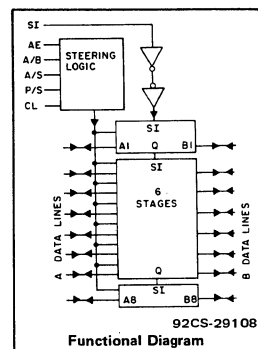 SI
AE
A/B
A/S
P/S
CL
STEERING
LOGIC
SI
A1 Q B1
SI
6
STAGES
A DATA LINES
B DATA LINES
Q
SI
A8 B8
92CS-29108
Functional Diagram